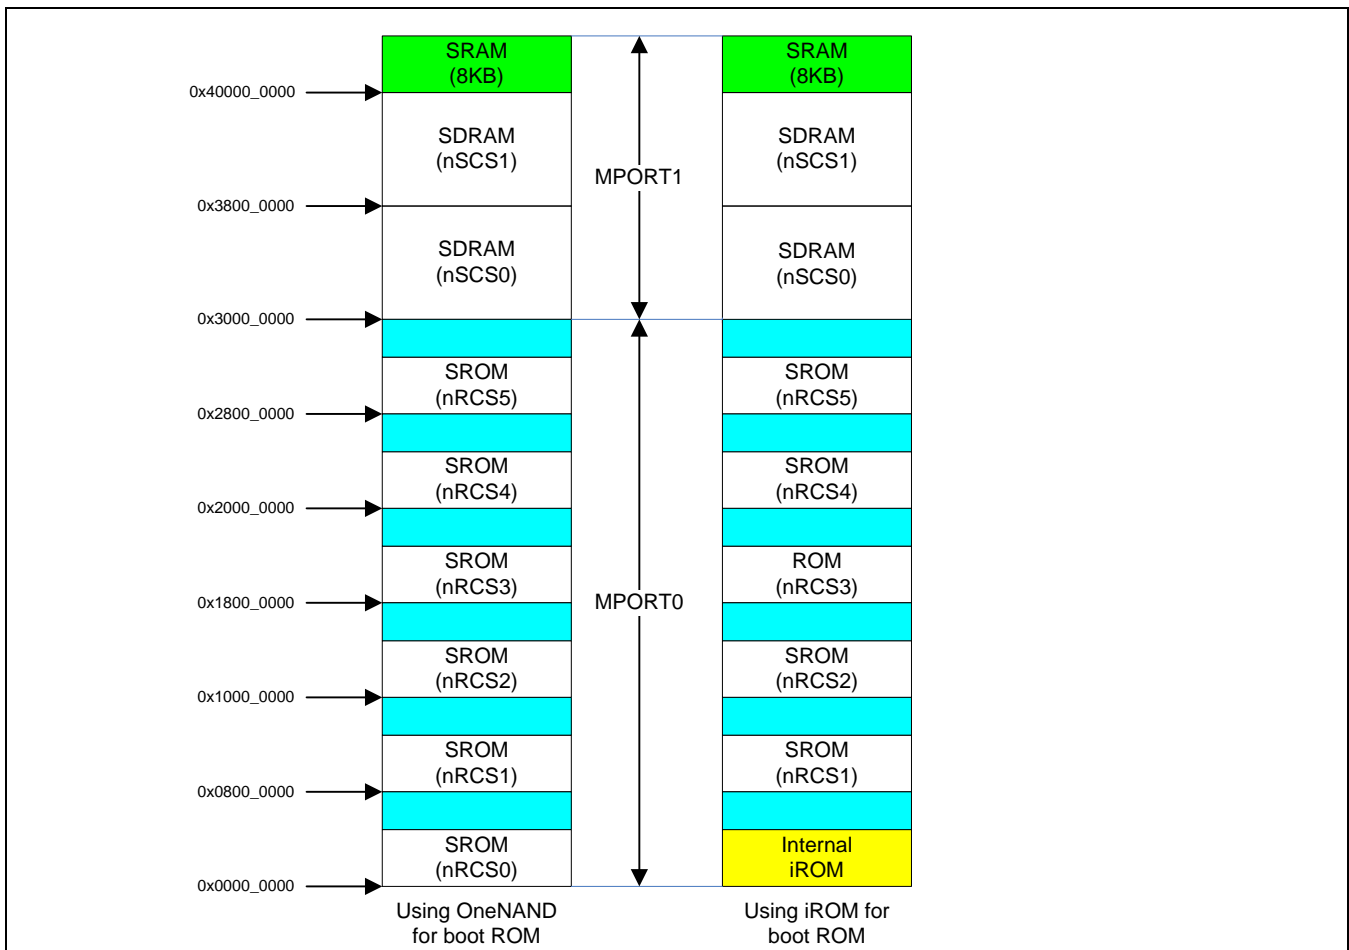 SRAM
(8KB)
SRAM
(8KB)
0x40000_0000
SDRAM
(nSCS1)
MPORT1
SDRAM
(nSCS1)
0x3800_0000
SDRAM
(nSCS0)
SDRAM
(nSCS0)
0x3000_0000
SROM
(nRCS5)
SROM
(nRCS5)
0x2800_0000
SROM
(nRCS4)
SROM
(nRCS4)
0x2000_0000
SROM
(nRCS3)
ROM
(nRCS3)
0x1800_0000
MPORT0
SROM
(nRCS2)
SROM
(nRCS2)
0x1000_0000
SROM
(nRCS1)
SROM
(nRCS1)
0x0800_0000
SROM
(nRCS0)
Internal
iROM
0x0000_0000
Using OneNAND
for boot ROM
Using iROM for
boot ROM